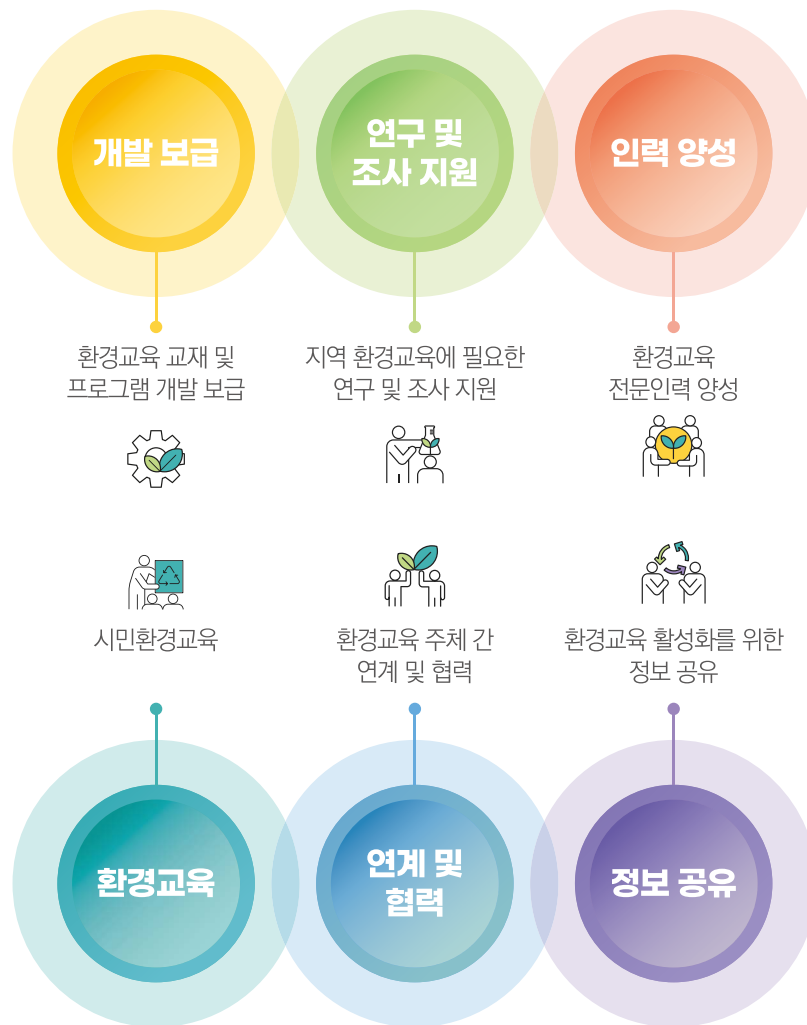 개발 보급
연구 및
조사 지원
인력 양성
환경교육 교재 및
프로그램 개발 보급
지역 환경교육에 필요한
연구 및 조사 지원
환경교육
전문인력 양성
시민환경교육
환경교육 주체 간
연계 및 협력
환경교육 활성화를 위한
정보 공유
환경교육
연계 및
협력
정보 공유